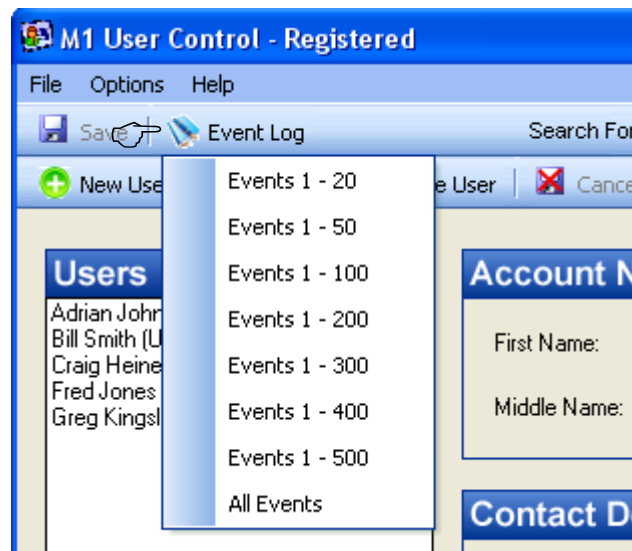 M1 User Control - Registered
File Options Help
Save Event Log Search For
New Use e User Cance
Events 1 - 20
Events 1 - 50
Events 1 - 100
Events 1 - 200
Events 1 - 300
Events 1 - 400
Events 1 - 500
All Events
Users
Adrian John
Bill Smith (U
Craig Heine
Fred Jones
Greg Kingsl
Account N
First Name:
Middle Name:
Contact D